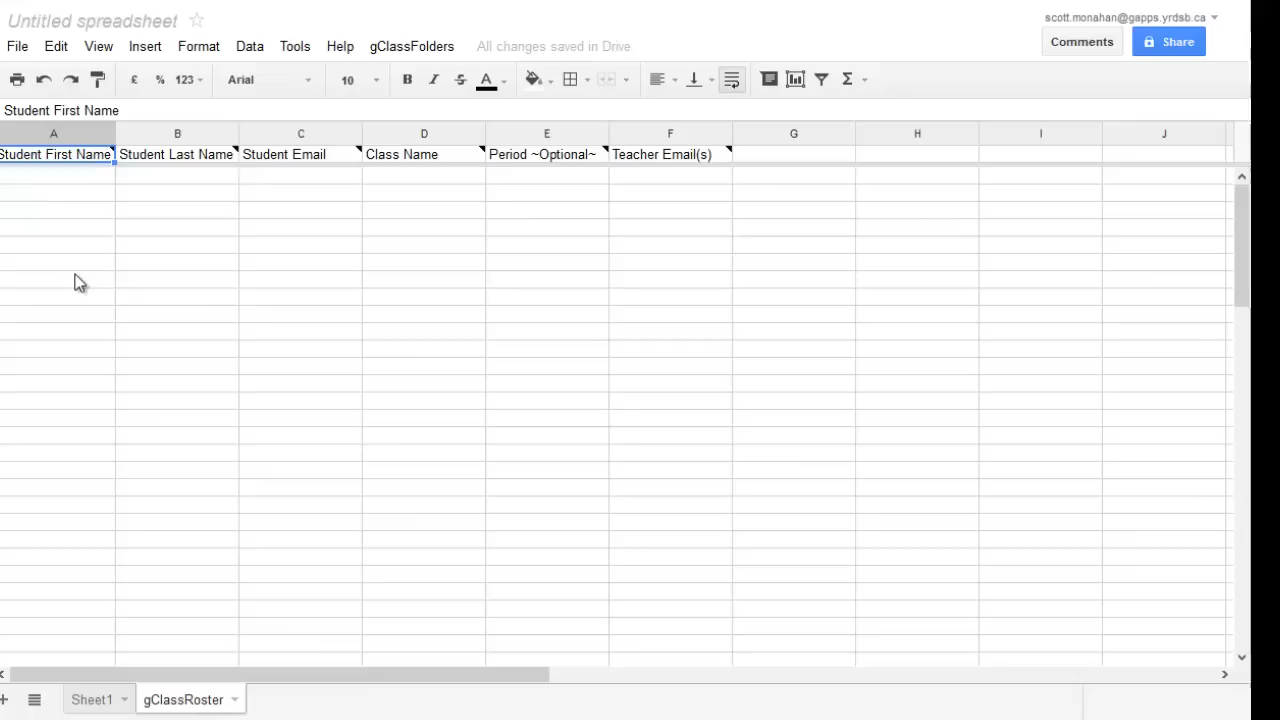 Untitled spreadsheet
scott.monahan@gapps.yrdsb.ca
File Edit View Insert Format Data Tools Help gClassFolders All changes saved in Drive
Comments Share
£ % 123 Arial 10 B I S A Σ
Student First Name
A B C D E F G H I J
Student First Name Student Last Name Student Email Class Name Period ~Optional~ Teacher Email(s)
+ Sheet1 gClassRoster